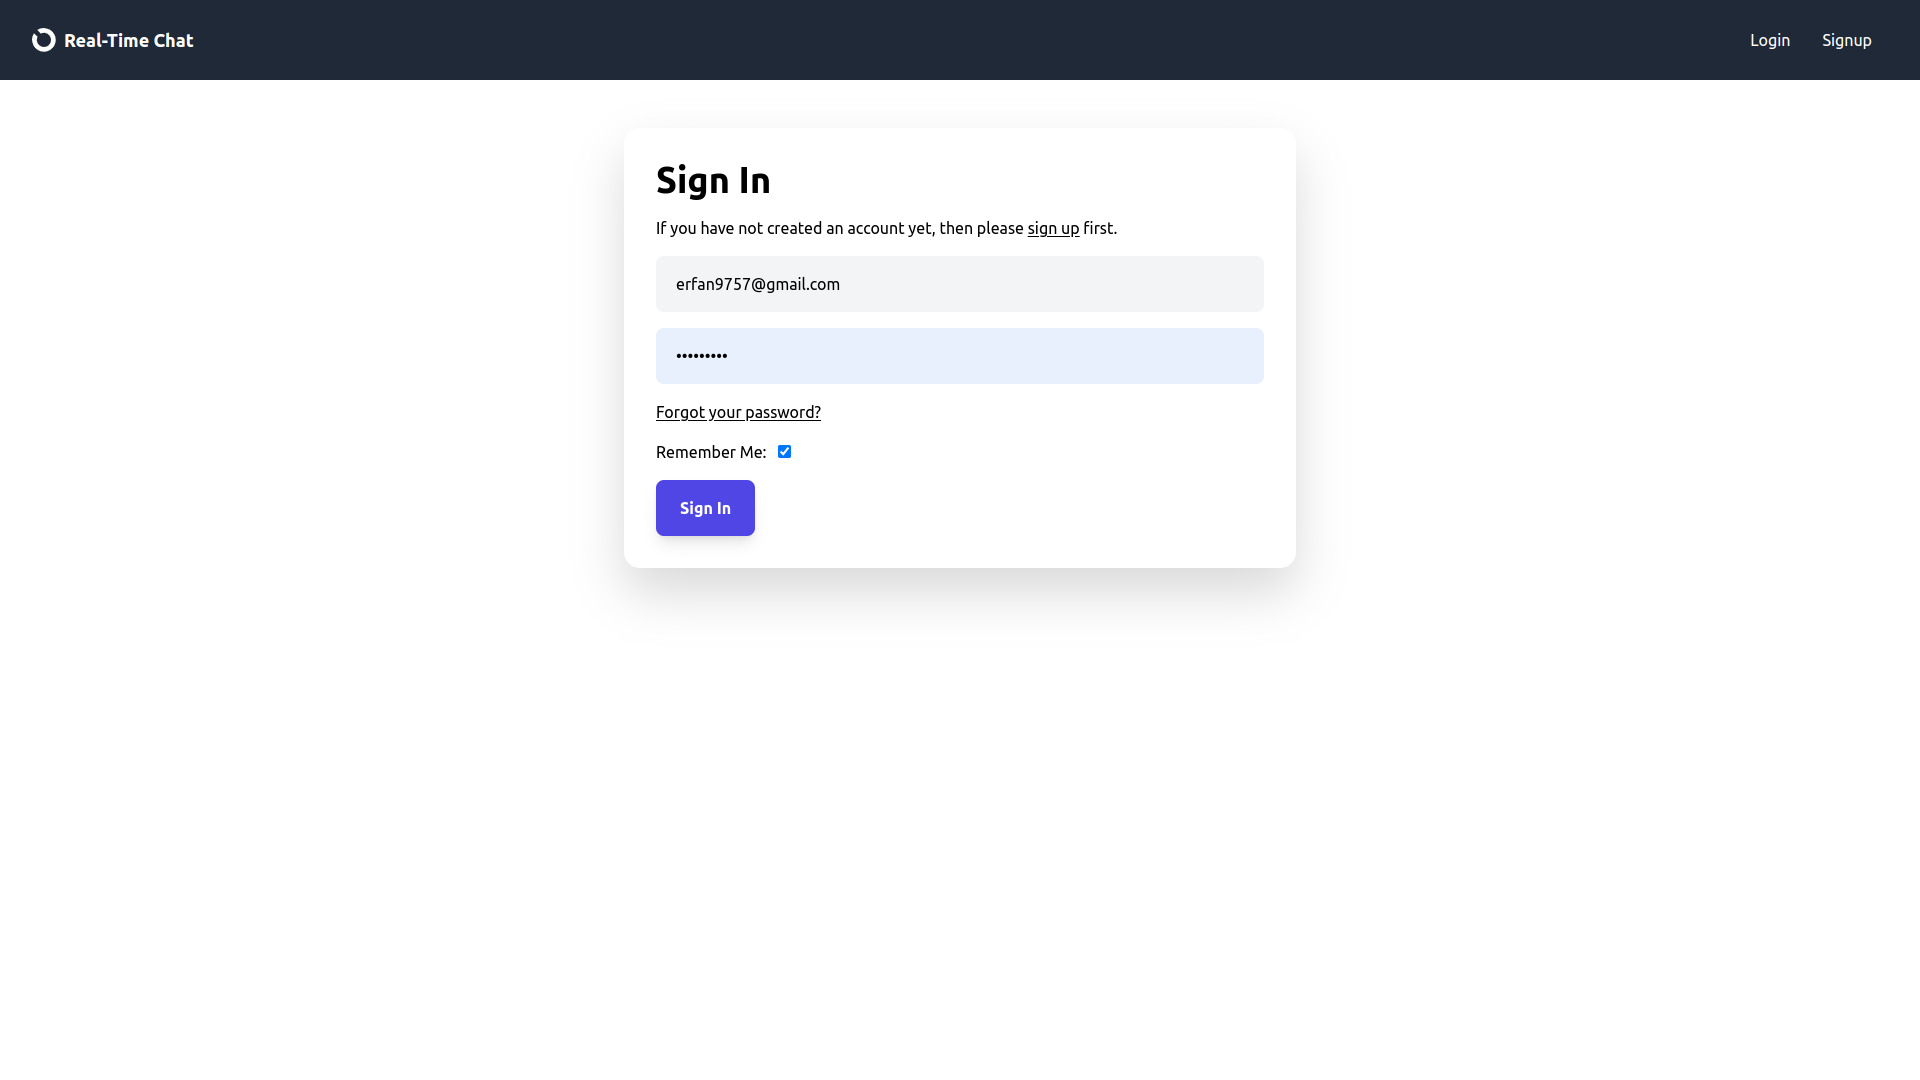 Real-Time Chat
Login
Signup
Sign In
If you have not created an account yet, then please sign up first.
erfan9757@gmail.com
•••••••••
Forgot your password?
Remember Me:
Sign In